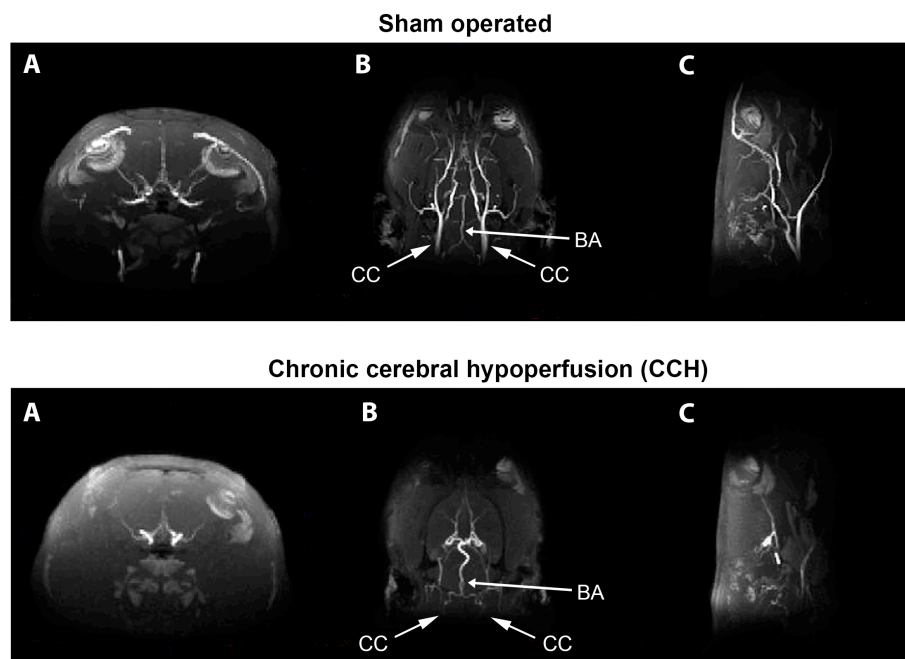 Sham operated
A B C
BA
CC CC
Chronic cerebral hypoperfusion (CCH)
A B C
BA
CC CC